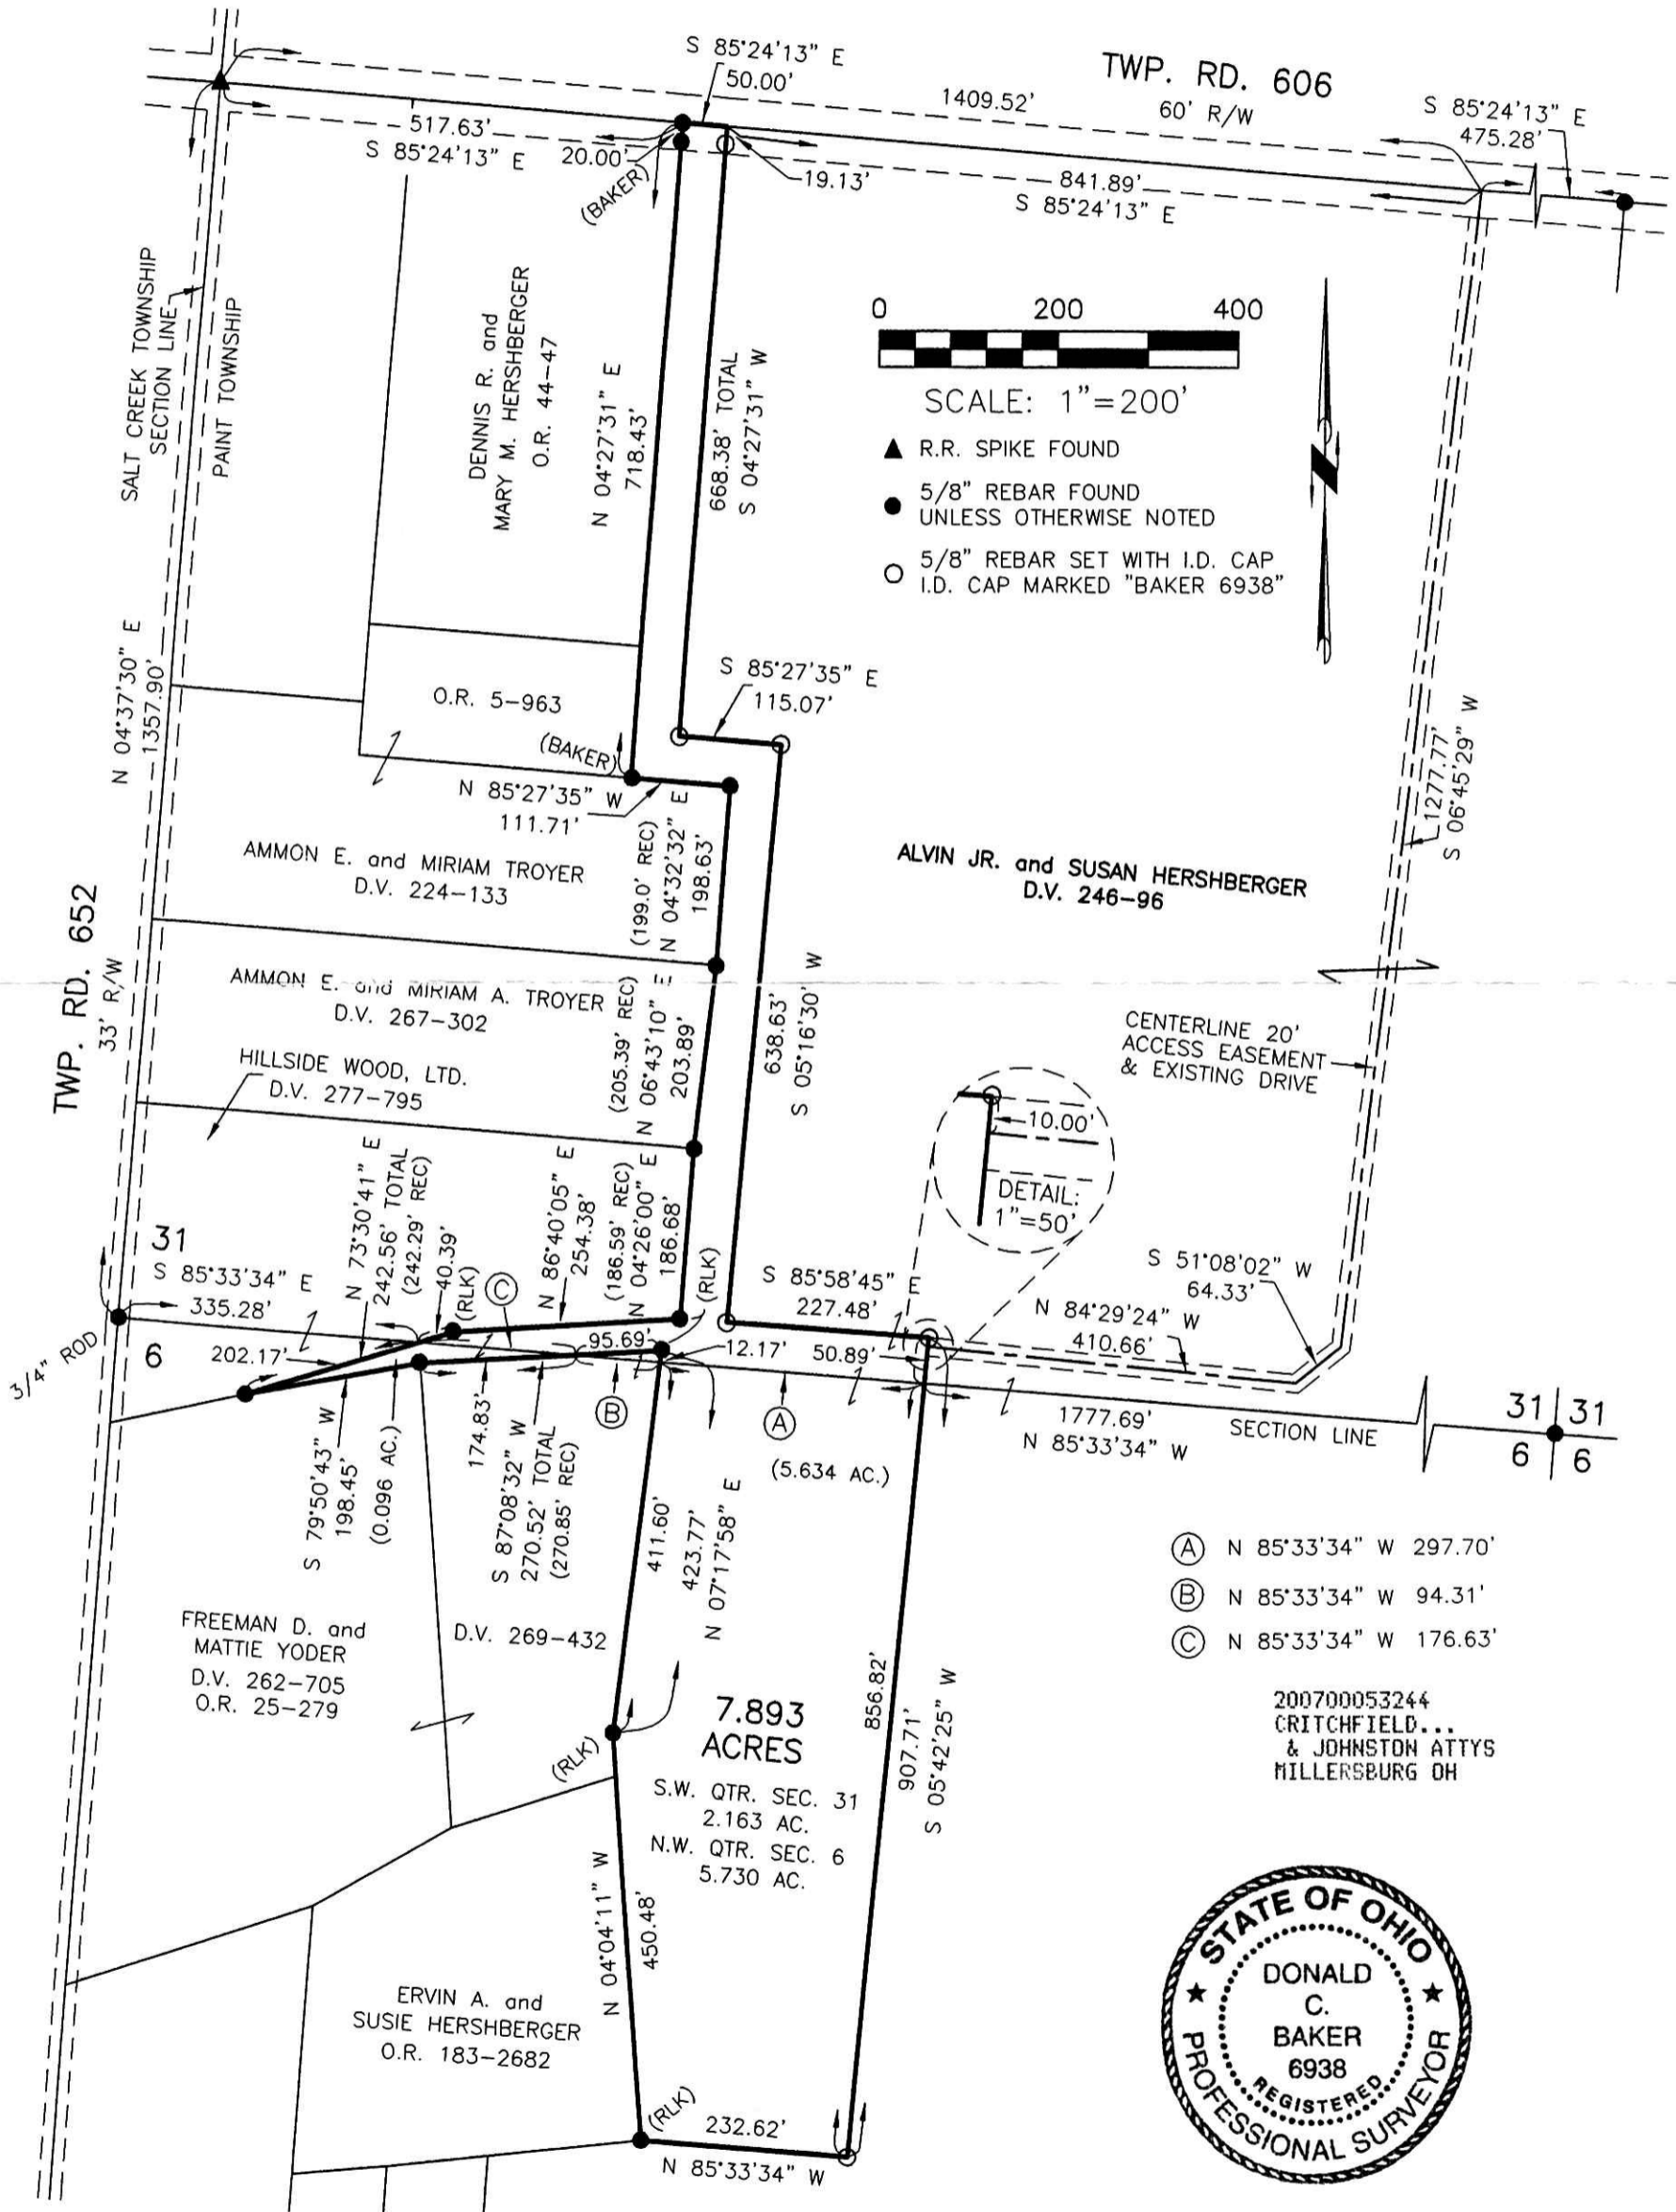 S 85°24'13" E
50.00'
TWP. RD. 606
1409.52'
60' R/W
S 85°24'13" E
475.28'
517.63'
S 85°24'13" E
20.00'
(BAKER)
19.13'
841.89'
S 85°24'13" E
SALT CREEK TOWNSHIP
SECTION LINE
PAINT TOWNSHIP
DENNIS R. and
MARY M. HERSHBERGER
O.R. 44-47
N 04°27'31" E
718.43'
668.38' TOTAL
S 04°27'31" W
0 200 400
SCALE: 1"=200'
R.R. SPIKE FOUND
5/8" REBAR FOUND
UNLESS OTHERWISE NOTED
5/8" REBAR SET WITH I.D. CAP
I.D. CAP MARKED "BAKER 6938"
N 04°37'30" E
1357.90'
O.R. 5-963
S 85°27'35" E
115.07'
(BAKER)
N 85°27'35" W
111.71'
1277.77'
S 06°45'29" W
AMMON E. and MIRIAM TROYER
D.V. 224-133
(199.0' REC)
N 04°32'32" E
198.63'
ALVIN JR. and SUSAN HERSHBERGER
D.V. 246-96
TWP. RD. 652
33' R/W
AMMON E. and MIRIAM A. TROYER
D.V. 267-302
(205.39' REC)
N 06°43'10" E
203.89'
638.63'
S 05°16'30" W
CENTERLINE 20'
ACCESS EASEMENT
& EXISTING DRIVE
HILLSIDE WOOD, LTD.
D.V. 277-795
10.00'
DETAIL:
1"=50'
N 73°30'41" E
242.56' TOTAL
(242.29' REC)
40.39'
(RLK)
C
N 86°40'05" E
254.38'
(186.59' REC)
N 04°26'00" E
186.68'
(RLK)
31
S 85°33'34" E
335.28'
6
3/4" ROD
202.17'
95.69'
12.17'
S 85°58'45" E
227.48'
50.89'
S 51°08'02" W
64.33'
N 84°29'24" W
410.66'
B
A
(5.634 AC.)
1777.69'
N 85°33'34" W
SECTION LINE
31 31
6 6
S 79°50'43" W
198.45'
(0.096 AC.)
174.83'
S 87°08'32" W
270.52' TOTAL
(270.85' REC)
411.60'
423.77'
N 07°17'58" E
A N 85°33'34" W 297.70'
B N 85°33'34" W 94.31'
C N 85°33'34" W 176.63'
FREEMAN D. and
MATTIE YODER
D.V. 262-705
O.R. 25-279
D.V. 269-432
(RLK)
7.893
ACRES
S.W. QTR. SEC. 31
2.163 AC.
N.W. QTR. SEC. 6
5.730 AC.
856.82'
907.71'
S 05°42'25" W
200700053244
CRITCHFIELD...
& JOHNSTON ATTYS
MILLERSBURG OH
N 04°04'11" W
450.48'
ERVIN A. and
SUSIE HERSHBERGER
O.R. 183-2682
(RLK)
232.62'
N 85°33'34" W
STATE OF OHIO
DONALD
C.
BAKER
6938
REGISTERED
PROFESSIONAL SURVEYOR